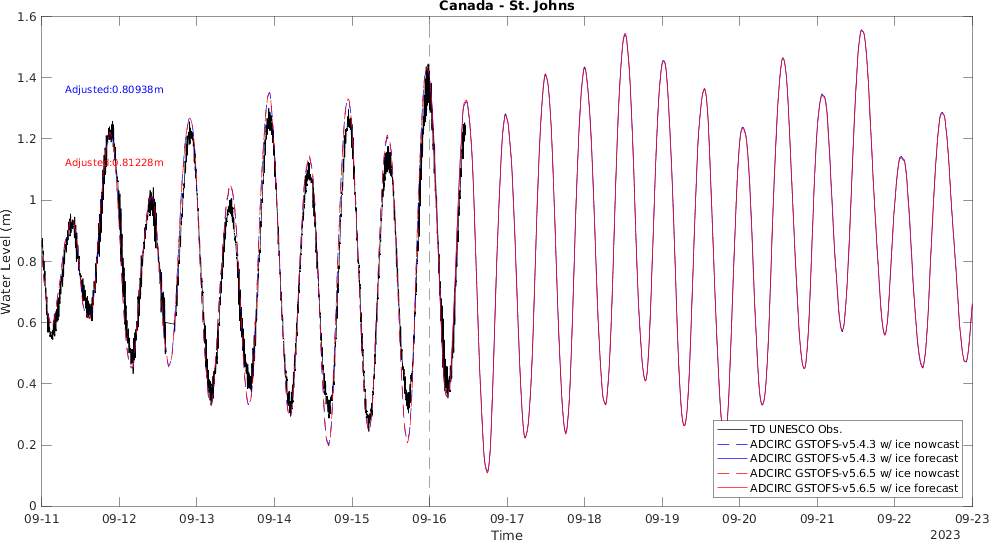 Canada - St. Johns
1.6
1.4
1.2
1
0.8
0.6
0.4
0.2
0
Water Level (m)
Adjusted:0.80938m
Adjusted:0.81228m
TD UNESCO Obs.
ADCIRC GSTOFS-v5.4.3 w/ ice nowcast
ADCIRC GSTOFS-v5.4.3 w/ ice forecast
ADCIRC GSTOFS-v5.6.5 w/ ice nowcast
ADCIRC GSTOFS-v5.6.5 w/ ice forecast
09-11 09-12 09-13 09-14 09-15 09-16 09-17 09-18 09-19 09-20 09-21 09-22 09-23
Time
2023